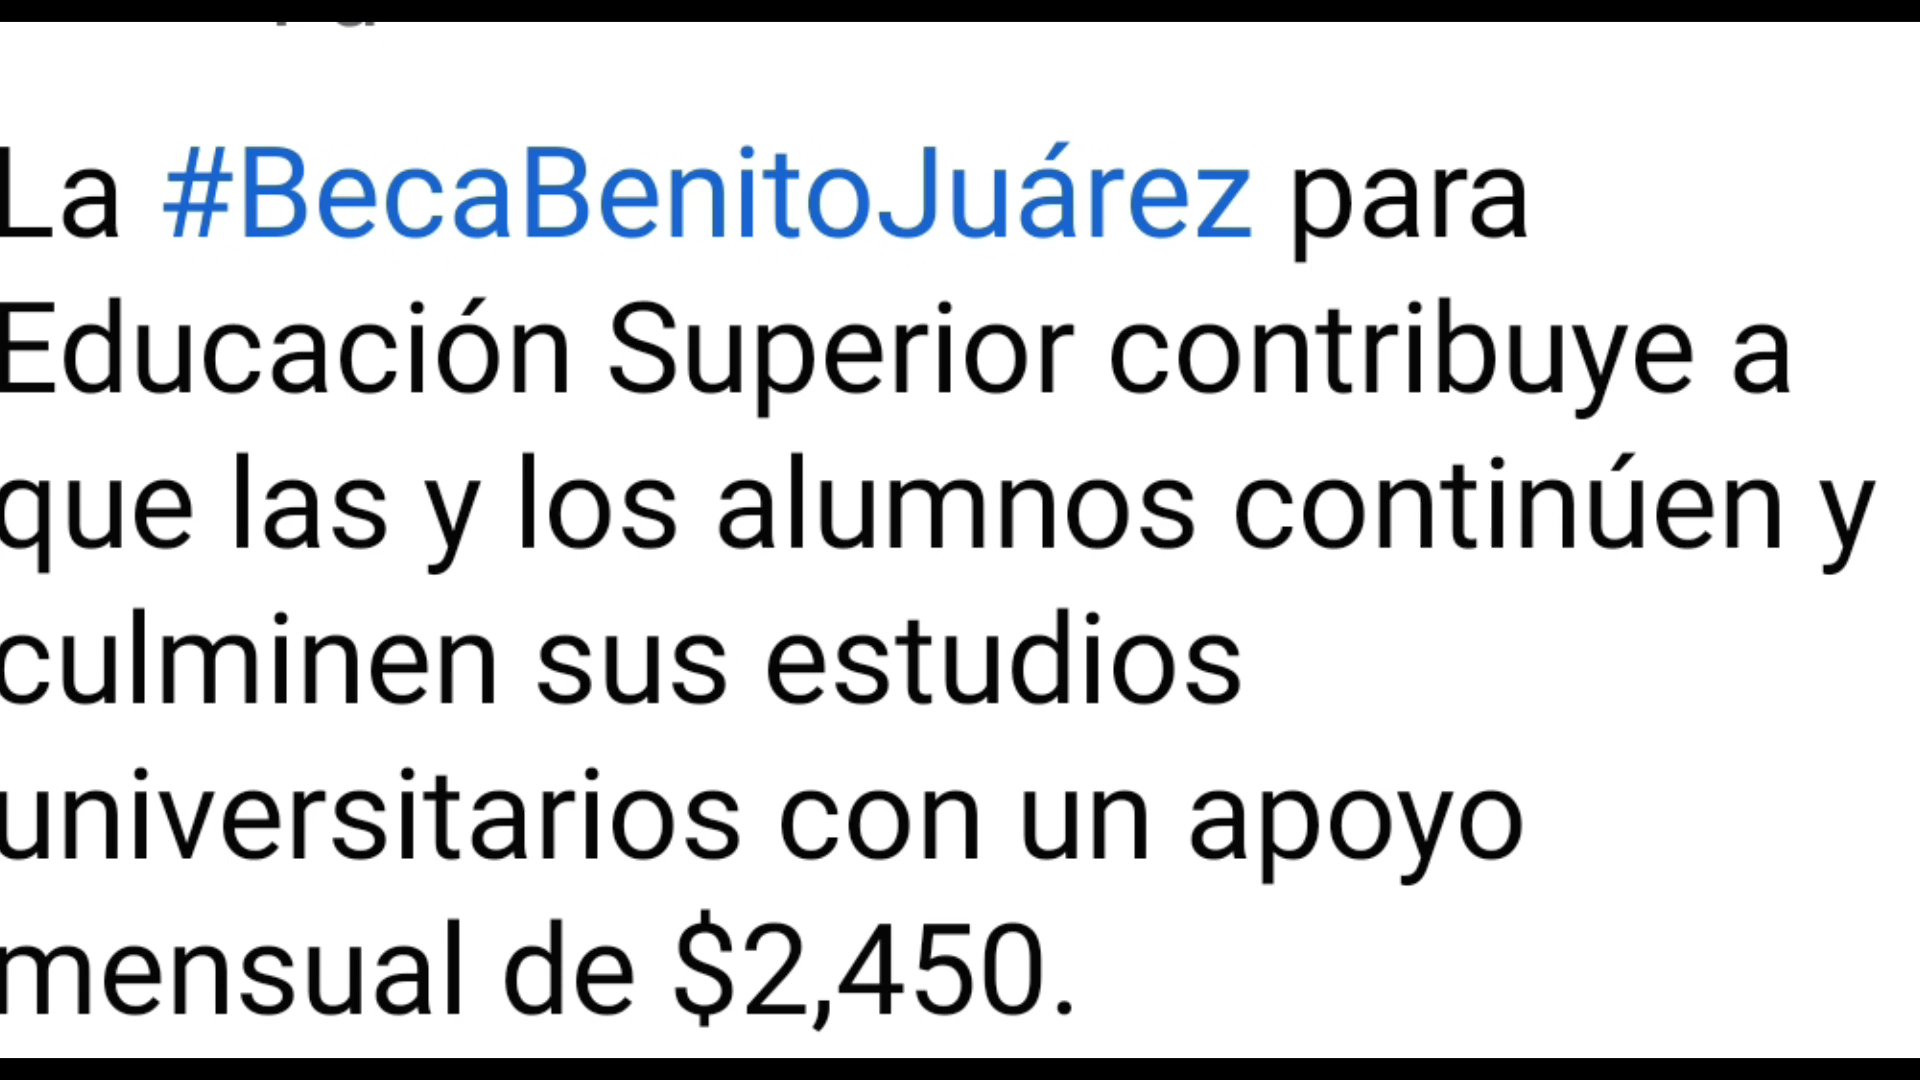 La #BecaBenitoJuárez para
Educación Superior contribuye a
que las y los alumnos continúen y
culminen sus estudios
universitarios con un apoyo
mensual de $2,450.